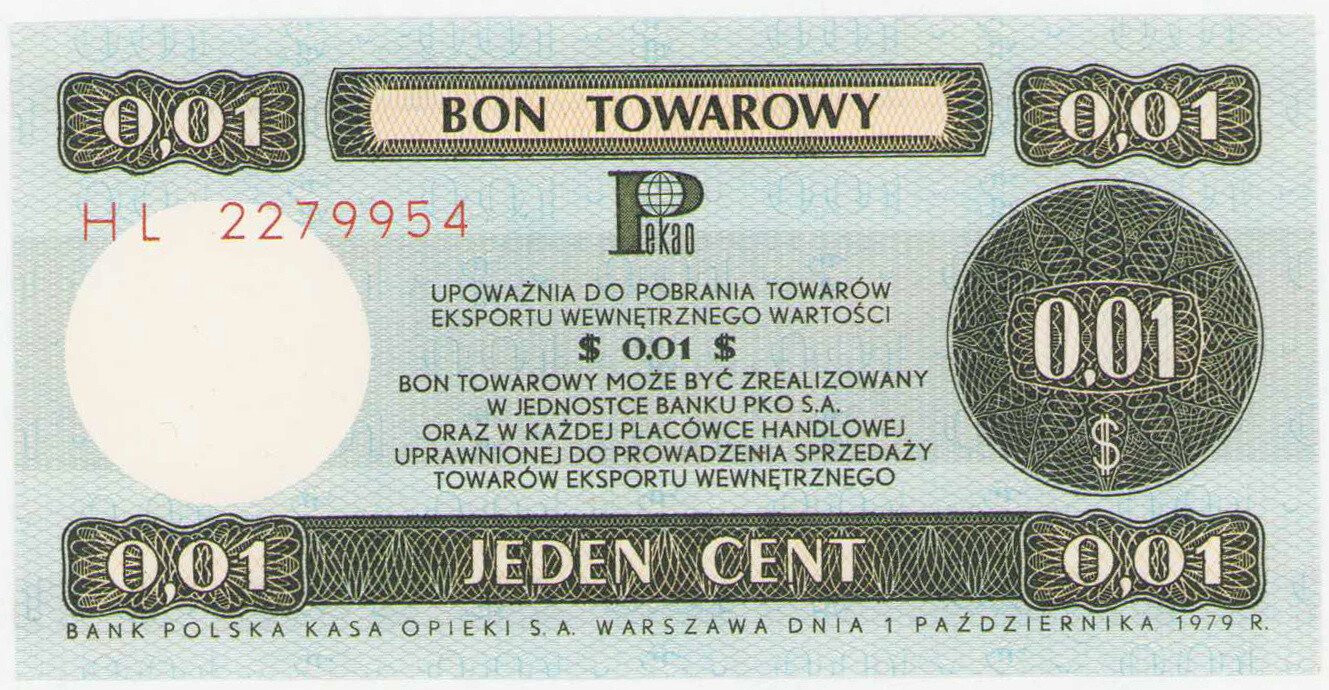 0,01 BON TOWAROWY 0,01
HL 2279954
Pekao
UPOWAŻNIA DO POBRANIA TOWARÓW
EKSPORTU WEWNĘTRZNEGO WARTOŚCI
$ 0.01 $
BON TOWAROWY MOŻE BYĆ ZREALIZOWANY
W JEDNOSTCE BANKU PKO S.A.
ORAZ W KAŻDEJ PLACÓWCE HANDLOWEJ
UPRAWNIONEJ DO PROWADZENIA SPRZEDAŻY
TOWARÓW EKSPORTU WEWNĘTRZNEGO
0,01
$
0,01 JEDEN CENT 0,01
BANK POLSKA KASA OPIEKI S.A. WARSZAWA DNIA 1 PAŹDZIERNIKA 1979 R.